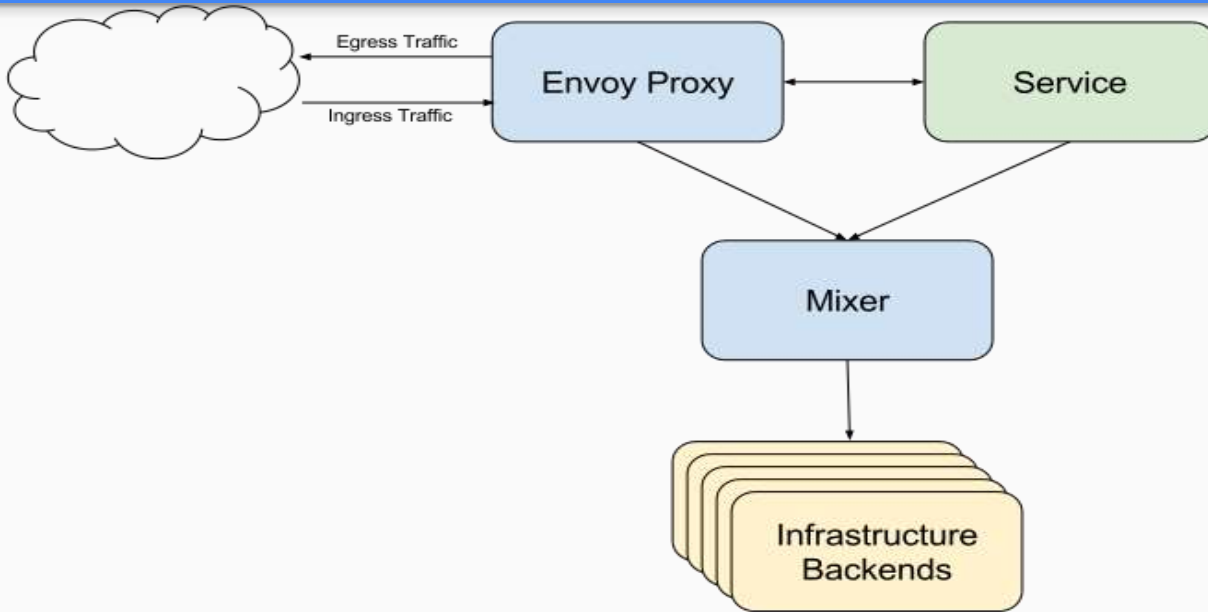 Egress Traffic
Envoy Proxy
Service
Ingress Traffic
Mixer
Infrastructure
Backends